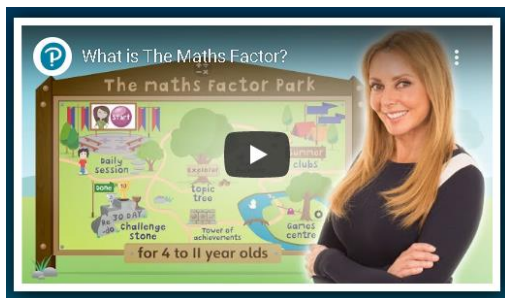 What is The Maths Factor?
The maths Factor Park
Start
Daily session
summer clubs
topic tree
30 DAY
challenge stone
Tower of achievements
Games centre
for 4 to 11 year olds